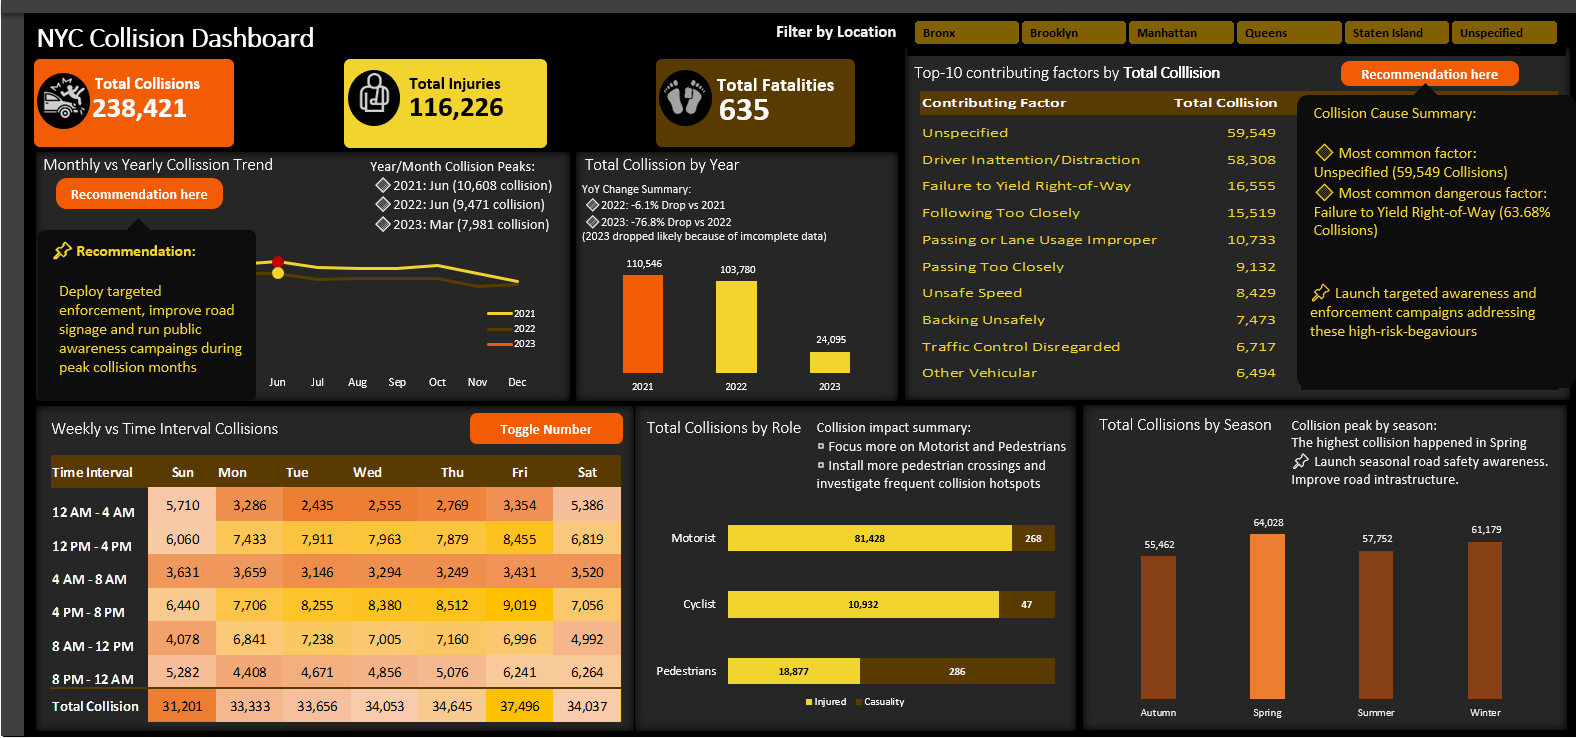 NYC Collision Dashboard
Filter by Location
Bronx
Brooklyn
Manhattan
Queens
Staten Island
Unspecified
Total Collisions
238,421
Total Injuries
116,226
Total Fatalities
635
Monthly vs Yearly Collission Trend
Recommendation here
Year/Month Collision Peaks:
2021: Jun (10,608 collision)
2022: Jun (9,471 collision)
2023: Mar (7,981 collision)
Recommendation:
Deploy targeted
enforcement, improve road
signage and run public
awareness campaings during
peak collision months
2021
2022
2023
Jun Jul Aug Sep Oct Nov Dec
Total Collission by Year
YoY Change Summary:
2022: -6.1% Drop vs 2021
2023: -76.8% Drop vs 2022
(2023 dropped likely because of imcomplete data)
110,546
103,780
24,095
2021 2022 2023
Top-10 contributing factors by Total Colllision
Recommendation here
Contributing Factor Total Collision
Unspecified 59,549
Driver Inattention/Distraction 58,308
Failure to Yield Right-of-Way 16,555
Following Too Closely 15,519
Passing or Lane Usage Improper 10,733
Passing Too Closely 9,132
Unsafe Speed 8,429
Backing Unsafely 7,473
Traffic Control Disregarded 6,717
Other Vehicular 6,494
Collision Cause Summary:
Most common factor:
Unspecified (59,549 Collisions)
Most common dangerous factor:
Failure to Yield Right-of-Way (63.68%
Collisions)
Launch targeted awareness and
enforcement campaigns addressing
these high-risk-begaviours
Weekly vs Time Interval Collisions
Toggle Number
Time Interval Sun Mon Tue Wed Thu Fri Sat
12 AM - 4 AM 5,710 3,286 2,435 2,555 2,769 3,354 5,386
12 PM - 4 PM 6,060 7,433 7,911 7,963 7,879 8,455 6,819
4 AM - 8 AM 3,631 3,659 3,146 3,294 3,249 3,431 3,520
4 PM - 8 PM 6,440 7,706 8,255 8,380 8,512 9,019 7,056
8 AM - 12 PM 4,078 6,841 7,238 7,005 7,160 6,996 4,992
8 PM - 12 AM 5,282 4,408 4,671 4,856 5,076 6,241 6,264
Total Collision 31,201 33,333 33,656 34,053 34,645 37,496 34,037
Total Collisions by Role
Collision impact summary:
Focus more on Motorist and Pedestrians
Install more pedestrian crossings and
investigate frequent collision hotspots
Motorist 81,428 268
Cyclist 10,932 47
Pedestrians 18,877 286
Injured Casuality
Total Collisions by Season
Collision peak by season:
The highest collision happened in Spring
Launch seasonal road safety awareness.
Improve road intrastructure.
55,462
64,028
57,752
61,179
Autumn Spring Summer Winter